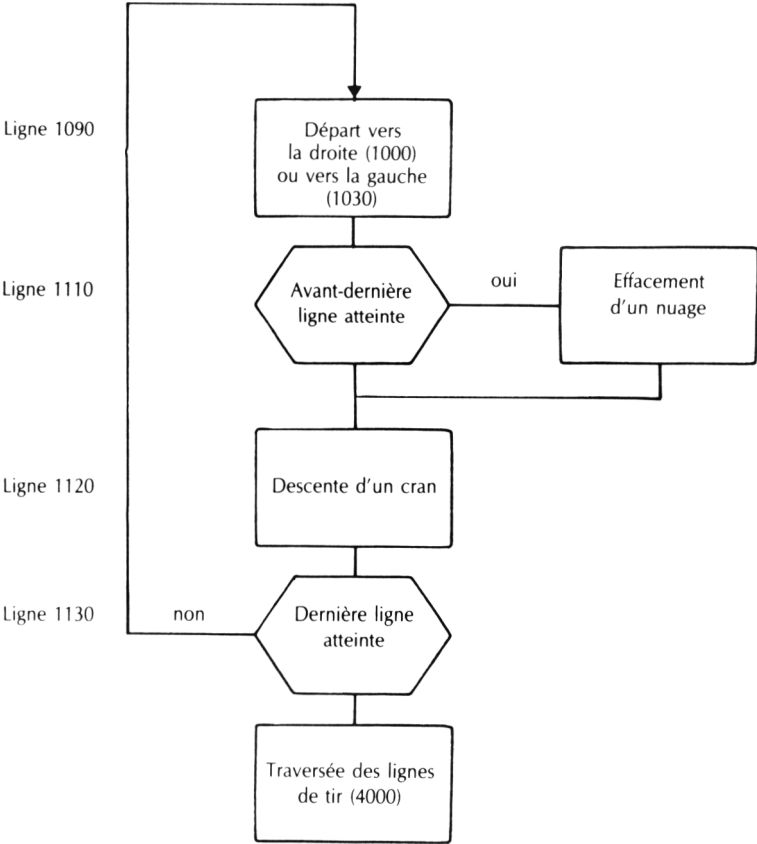 Ligne 1090
Départ vers
la droite (1000)
ou vers la gauche
(1030)
Ligne 1110
Avant-dernière
ligne atteinte
oui
Effacement
d'un nuage
Ligne 1120
Descente d'un cran
Ligne 1130
non
Dernière ligne
atteinte
Traversée des lignes
de tir (4000)